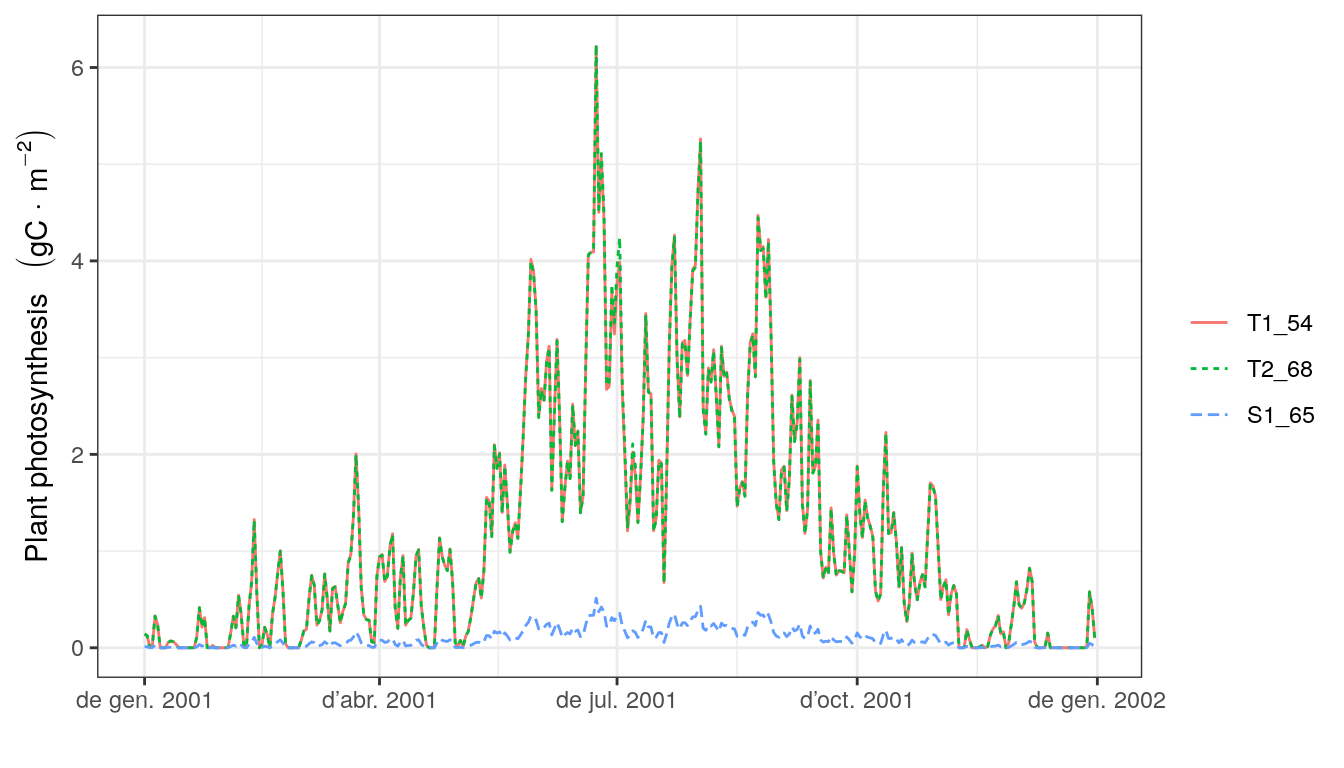 Plant photosynthesis (gC · m⁻²)
6
4
2
0
de gen. 2001
d’abr. 2001
de jul. 2001
d’oct. 2001
de gen. 2002
T1_54
T2_68
S1_65